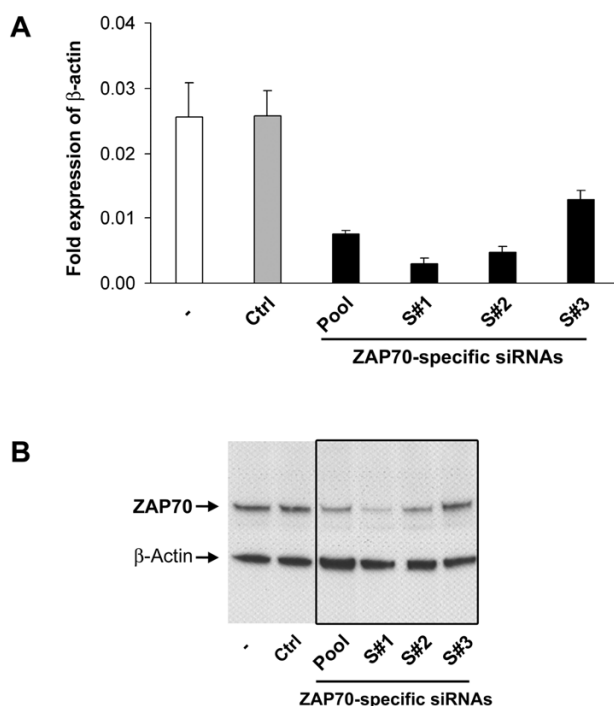 A
Fold expression of β-actin
0.04
0.03
0.02
0.01
0.00
-
Ctrl
Pool
S#1
S#2
S#3
ZAP70-specific siRNAs
B
ZAP70
β-Actin
-
Ctrl
Pool
S#1
S#2
S#3
ZAP70-specific siRNAs